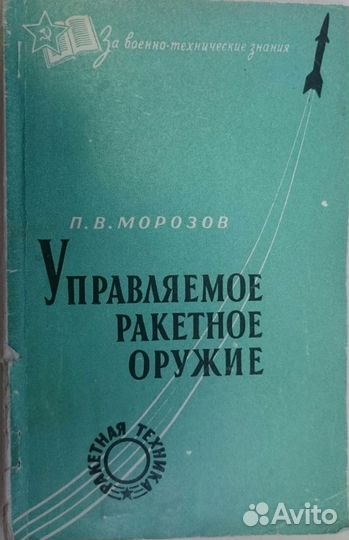 За военно-технические знания
П.В.МОРОЗОВ
УПРАВЛЯЕМОЕ
РАКЕТНОЕ
ОРУЖИЕ
РАКЕТНАЯ ТЕХНИКА
Avito